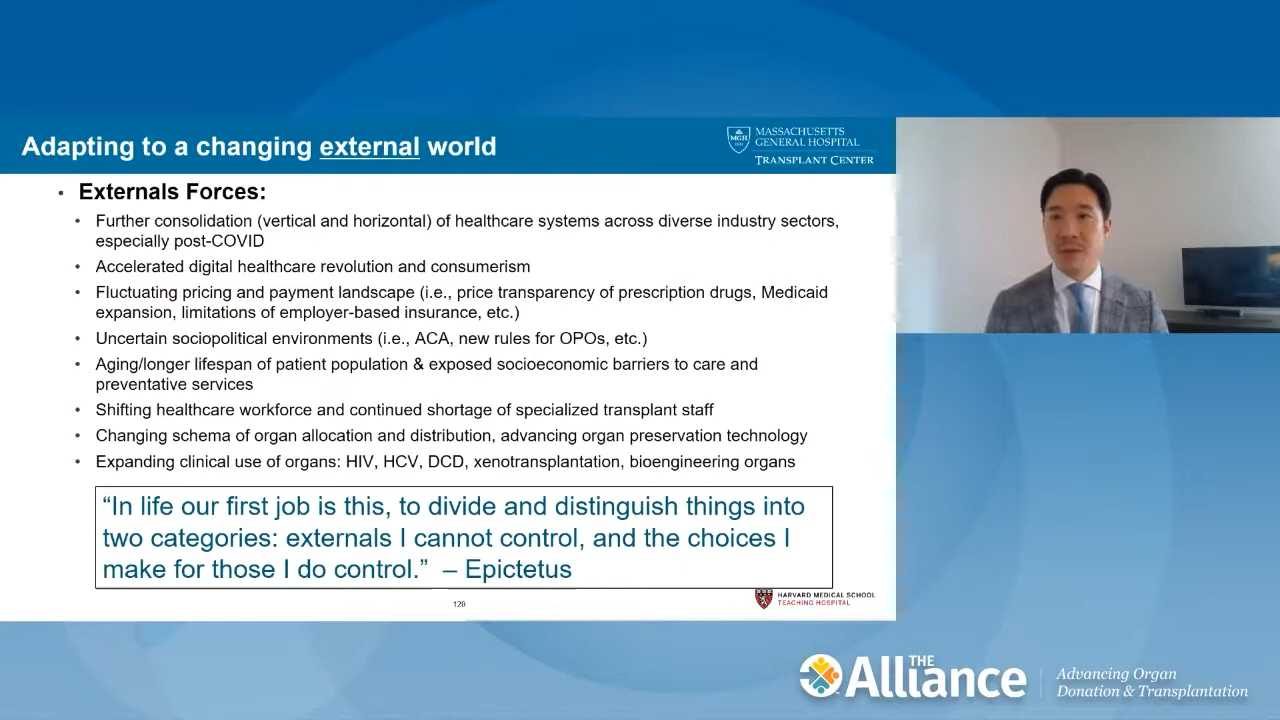 Adapting to a changing external world
MGH
1811
MASSACHUSETTS
GENERAL HOSPITAL
TRANSPLANT CENTER
• Externals Forces:
• Further consolidation (vertical and horizontal) of healthcare systems across diverse industry sectors,
especially post-COVID
• Accelerated digital healthcare revolution and consumerism
• Fluctuating pricing and payment landscape (i.e., price transparency of prescription drugs, Medicaid
expansion, limitations of employer-based insurance, etc.)
• Uncertain sociopolitical environments (i.e., ACA, new rules for OPOs, etc.)
• Aging/longer lifespan of patient population & exposed socioeconomic barriers to care and
preventative services
• Shifting healthcare workforce and continued shortage of specialized transplant staff
• Changing schema of organ allocation and distribution, advancing organ preservation technology
• Expanding clinical use of organs: HIV, HCV, DCD, xenotransplantation, bioengineering organs
“In life our first job is this, to divide and distinguish things into
two categories: externals I cannot control, and the choices I
make for those I do control.” – Epictetus
129
HARVARD MEDICAL SCHOOL
TEACHING HOSPITAL
THE
Alliance
Advancing Organ
Donation & Transplantation